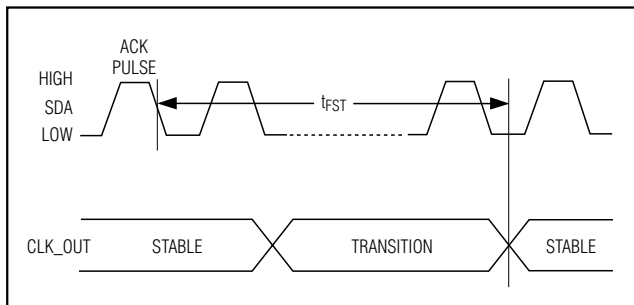 ACK
PULSE
HIGH
SDA
LOW
tFST
CLK_OUT
STABLE
TRANSITION
STABLE